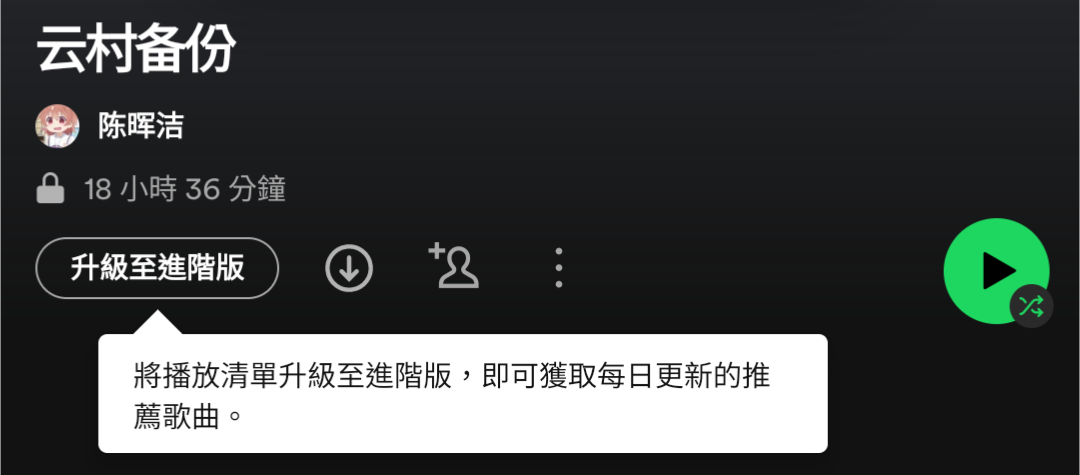 云村备份
陈晖洁
18 小時 36 分鐘
升級至進階版
將播放清單升級至進階版，即可獲取每日更新的推
薦歌曲。